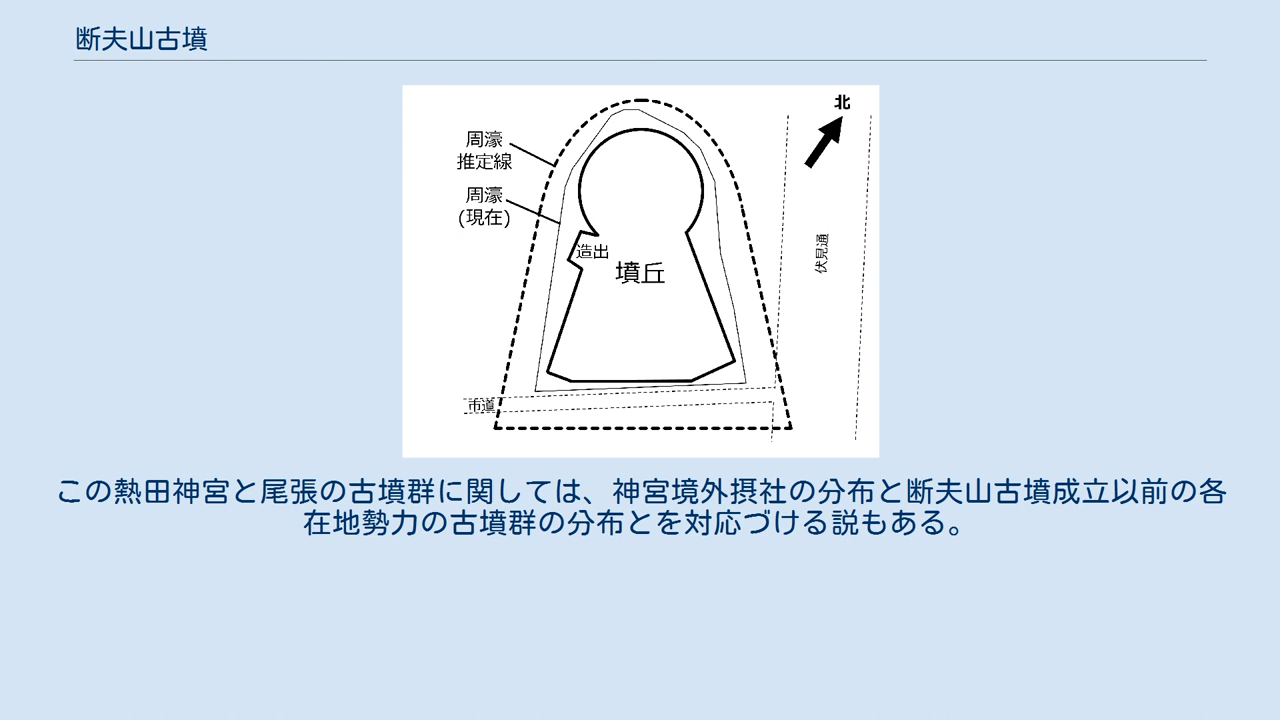 断夫山古墳
北
周濠
推定線
周濠
(現在)
造出
墳丘
伏見通
市道
この熱田神宮と尾張の古墳群に関しては、神宮境外摂社の分布と断夫山古墳成立以前の各
在地勢力の古墳群の分布とを対応づける説もある。